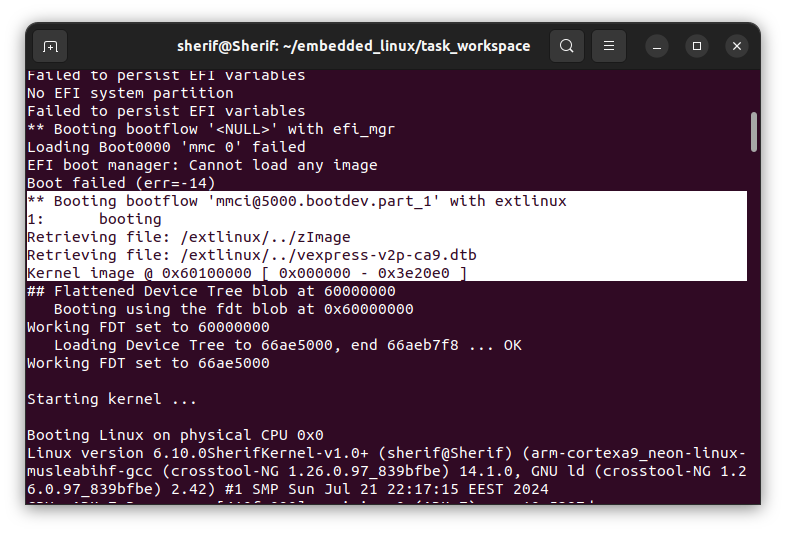 sherif@Sherif: ~/embedded_linux/task_workspace
Failed to persist EFI variables
No EFI system partition
Failed to persist EFI variables
** Booting bootflow '<NULL>' with efi_mgr
Loading Boot0000 'mmc 0' failed
EFI boot manager: Cannot load any image
Boot failed (err=-14)
** Booting bootflow 'mmci@5000.bootdev.part_1' with extlinux
1:      booting
Retrieving file: /extlinux/../zImage
Retrieving file: /extlinux/../vexpress-v2p-ca9.dtb
Kernel image @ 0x60100000 [ 0x000000 - 0x3e20e0 ]
## Flattened Device Tree blob at 60000000
   Booting using the fdt blob at 0x60000000
Working FDT set to 60000000
   Loading Device Tree to 66ae5000, end 66aeb7f8 ... OK
Working FDT set to 66ae5000
Starting kernel ...
Booting Linux on physical CPU 0x0
Linux version 6.10.0SherifKernel-v1.0+ (sherif@Sherif) (arm-cortexa9_neon-linux-
musleabihf-gcc (crosstool-NG 1.26.0.97_839bfbe) 14.1.0, GNU ld (crosstool-NG 1.2
6.0.97_839bfbe) 2.42) #1 SMP Sun Jul 21 22:17:15 EEST 2024